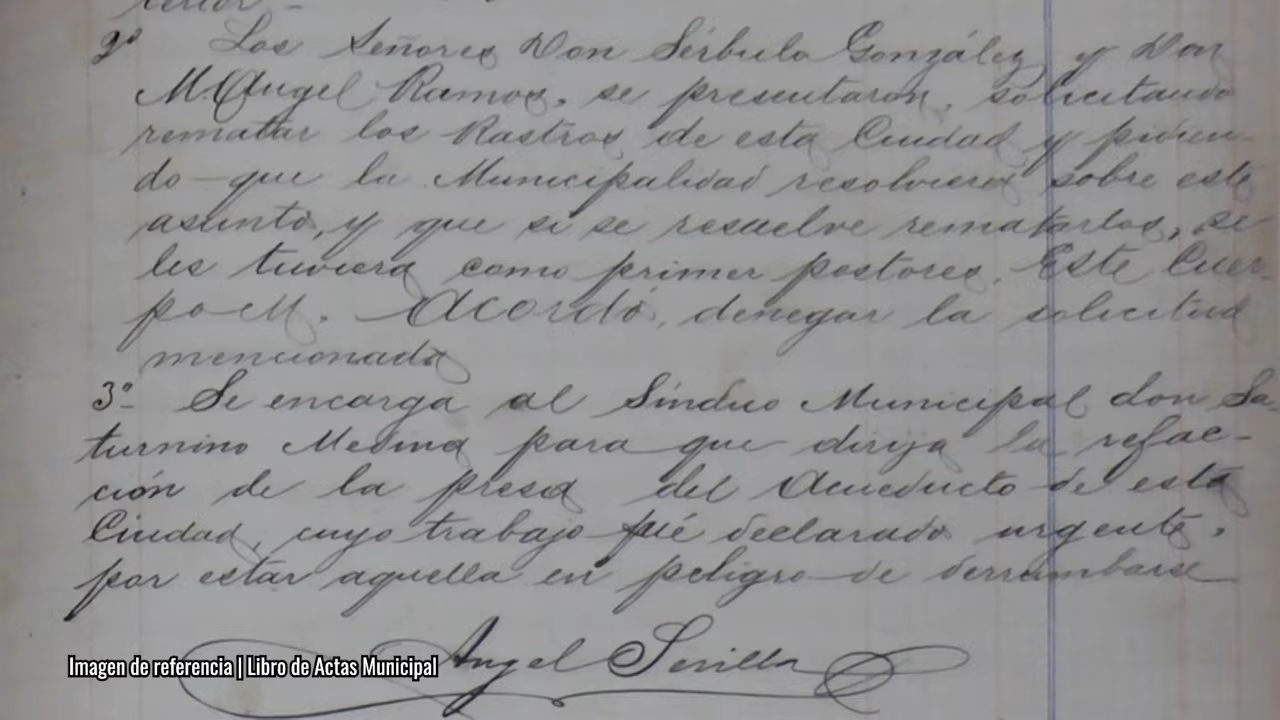 terior.-
2º Los Señores Don Sérbulo González, y Don
M. Angel Ramos, se presentaron, solicitando
rematar los Rastros de esta Ciudad y pidien-
do que la Municipalidad resolviera sobre este
asunto, y que si se resuelve rematarlos, se
les tuviera como primer postores. Este Cuer-
po M. Acordó, denegar la solicitud
mencionada
3º- Se encarga al Síndico Municipal don Sa-
turnino Medina para que dirija la refac-
ción de la presa del Acueducto de esta
Ciudad, cuyo trabajo fué declarado urgente,
por estar aquella en peligro de derrumbarse
Angel Sevilla
Imagen de referencia | Libro de Actas Municipal